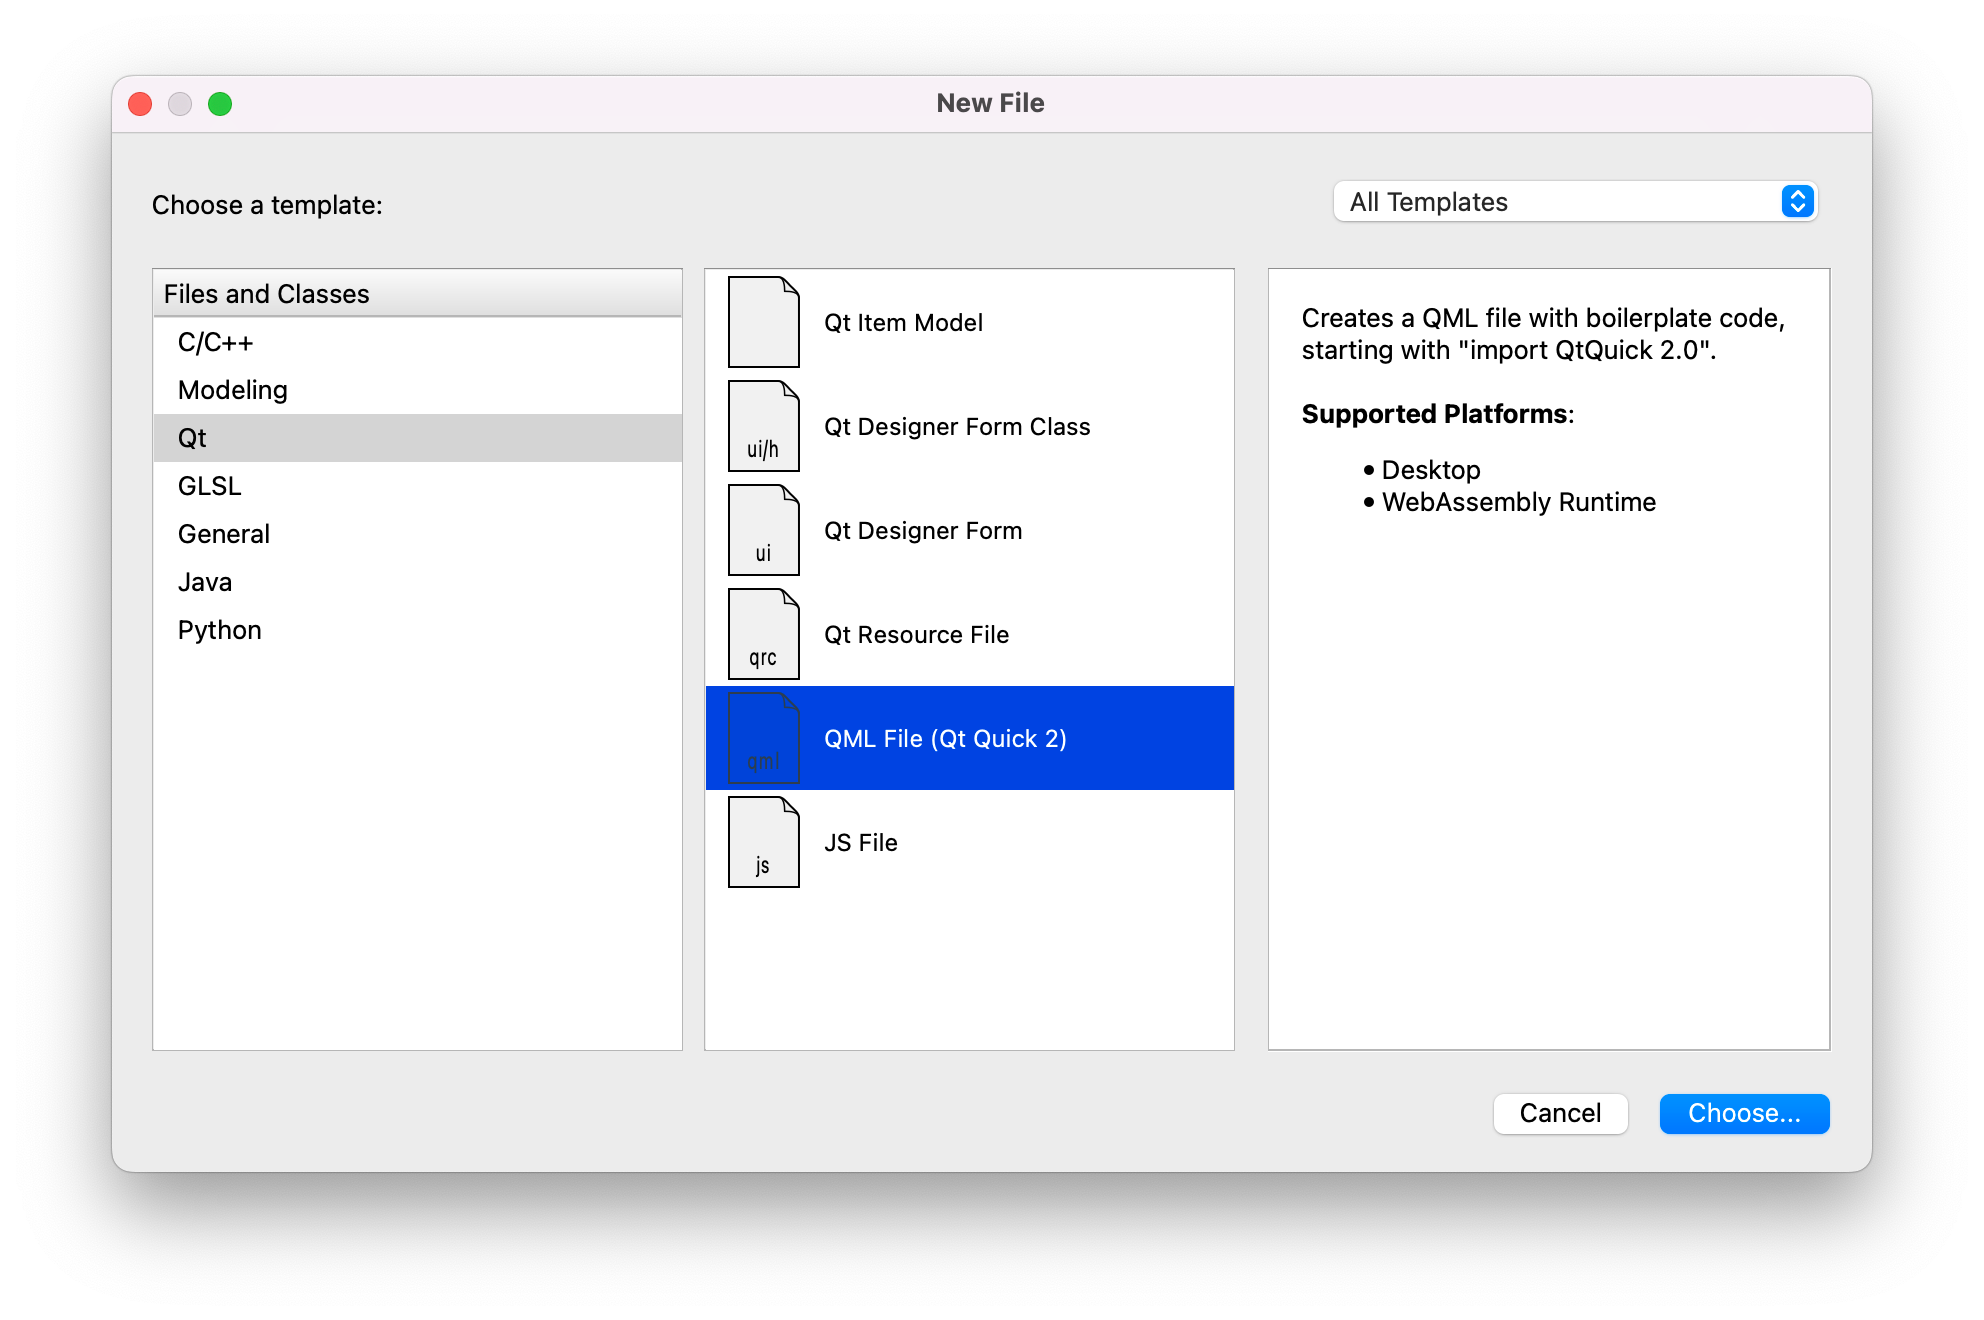 New File
Choose a template:
All Templates
Files and Classes
C/C++
Modeling
Qt
GLSL
General
Java
Python
Qt Item Model
ui/h
Qt Designer Form Class
ui
Qt Designer Form
qrc
Qt Resource File
qml
QML File (Qt Quick 2)
js
JS File
Creates a QML file with boilerplate code,
starting with "import QtQuick 2.0".
Supported Platforms:
• Desktop
• WebAssembly Runtime
Cancel
Choose...